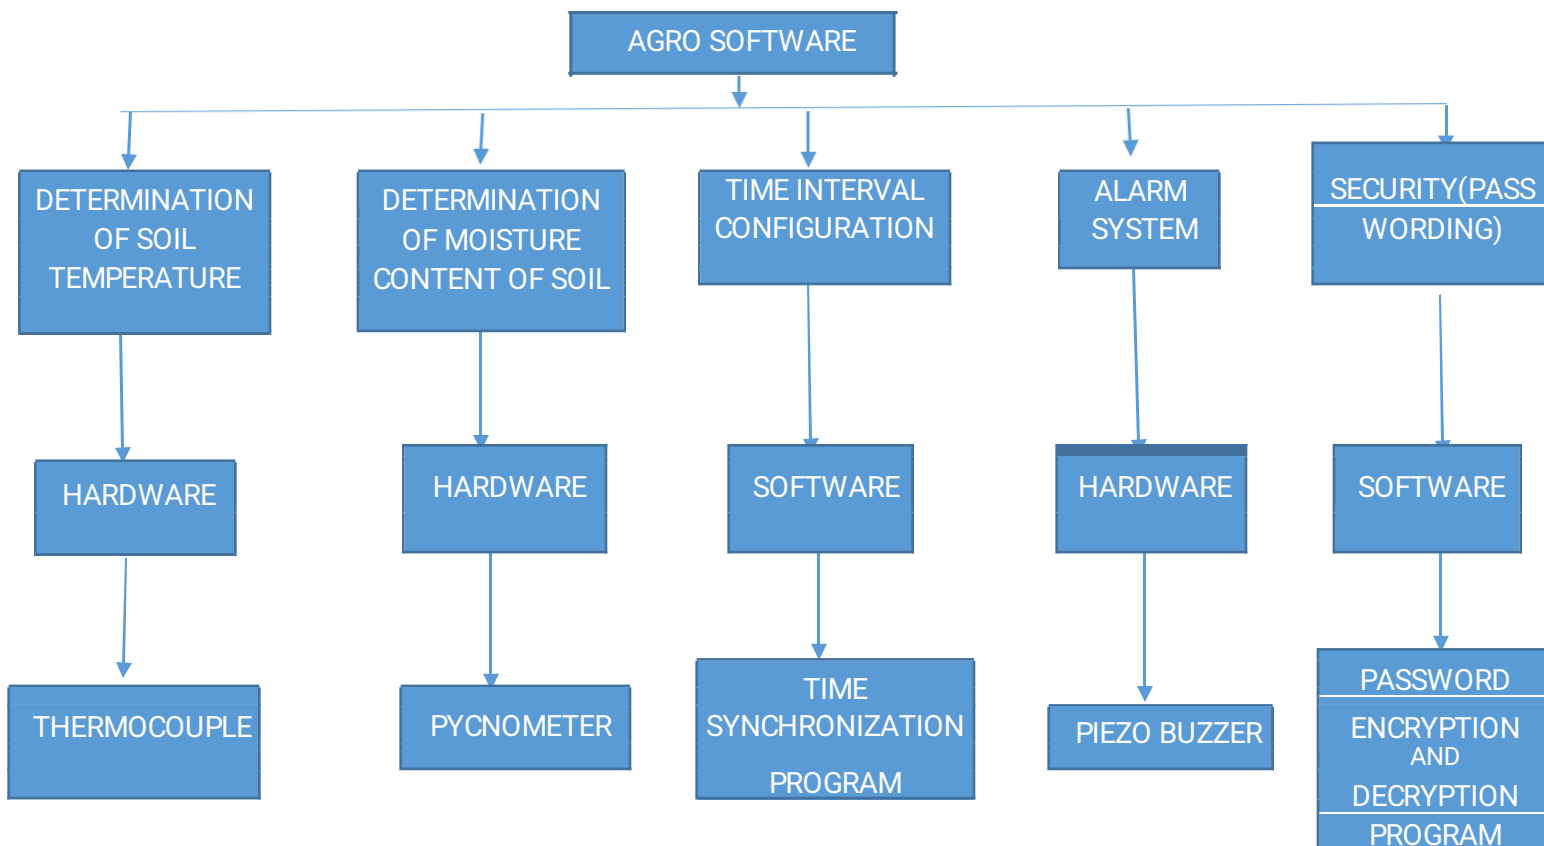 AGRO SOFTWARE
DETERMINATION
OF SOIL
TEMPERATURE
DETERMINATION
OF MOISTURE
CONTENT OF SOIL
TIME INTERVAL
CONFIGURATION
ALARM
SYSTEM
SECURITY(PASS
WORDING)
HARDWARE
HARDWARE
SOFTWARE
HARDWARE
SOFTWARE
THERMOCOUPLE
PYCNOMETER
TIME
SYNCHRONIZATION
PROGRAM
PIEZO BUZZER
PASSWORD
ENCRYPTION
AND
DECRYPTION
PROGRAM